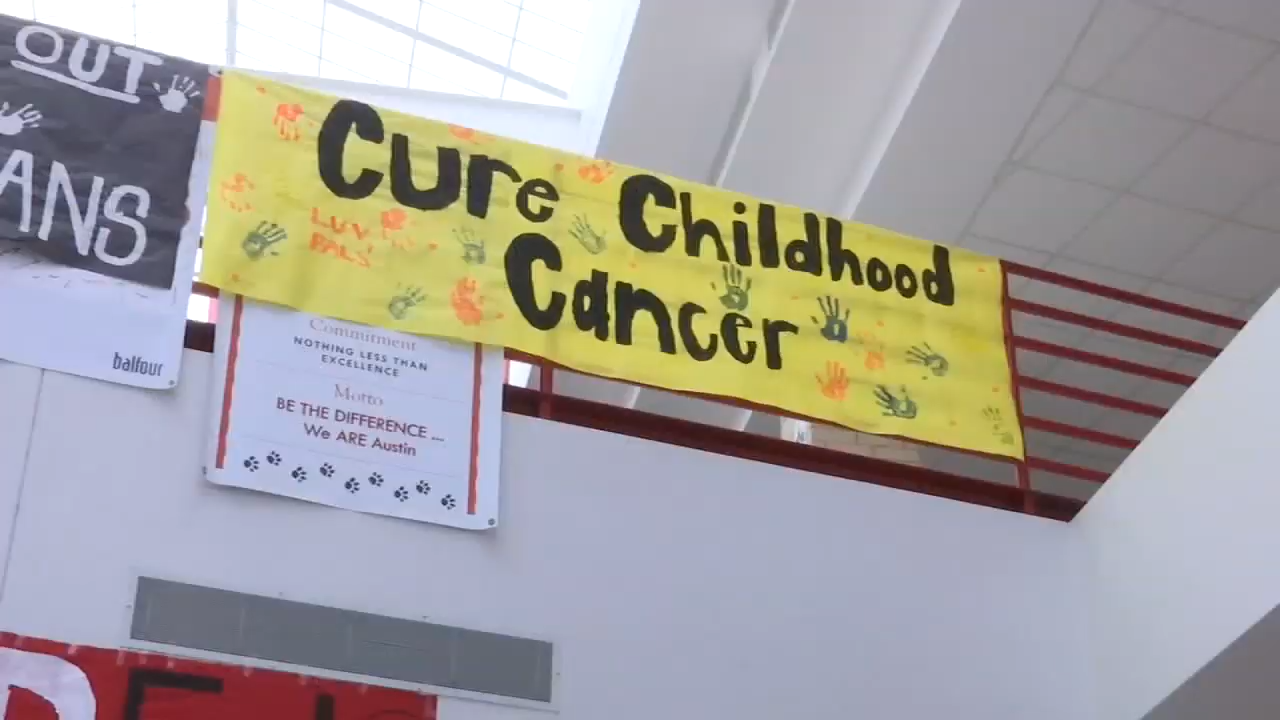 OUT
ANS
balfour
Cure Childhood
Cancer
LUV
PALS
Commitment
NOTHING LESS THAN
EXCELLENCE
Motto
BE THE DIFFERENCE ...
We ARE Austin